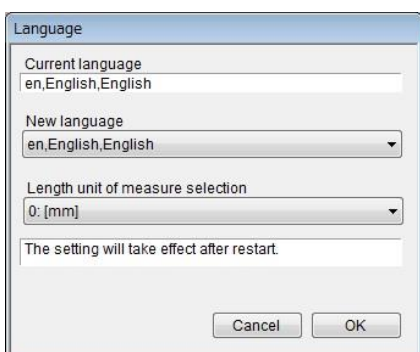 Language
Current language
en,English,English
New language
en,English,English
Length unit of measure selection
0: [mm]
The setting will take effect after restart.
Cancel OK